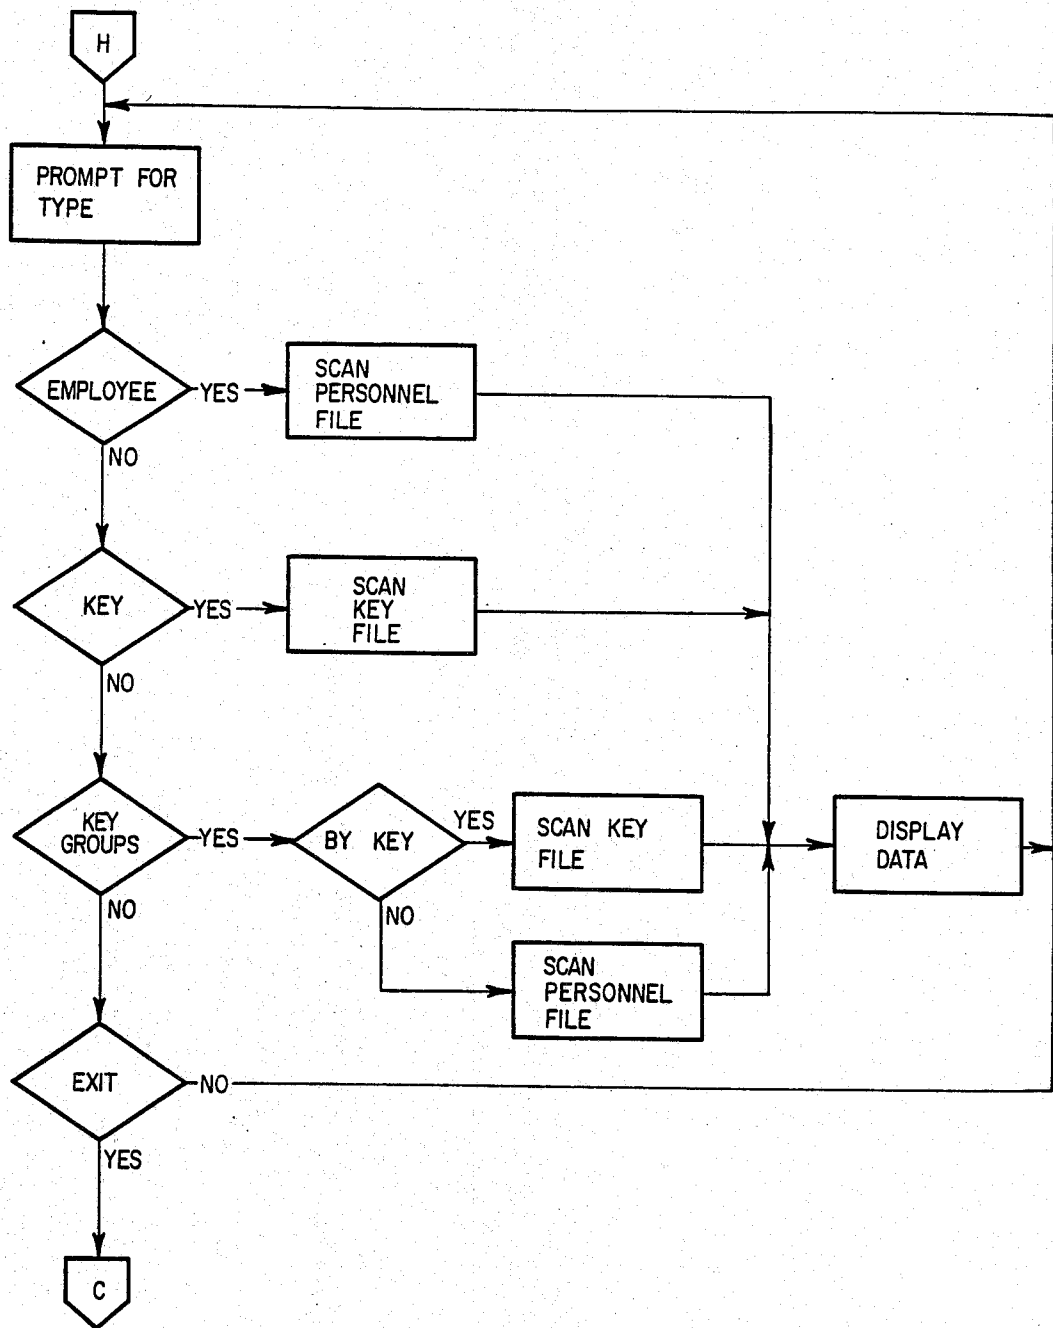 H
PROMPT FOR
TYPE
EMPLOYEE
YES
SCAN
PERSONNEL
FILE
NO
KEY
YES
SCAN
KEY
FILE
NO
KEY
GROUPS
YES
BY KEY
YES
SCAN KEY
FILE
DISPLAY
DATA
NO
NO
SCAN
PERSONNEL
FILE
EXIT
NO
YES
C